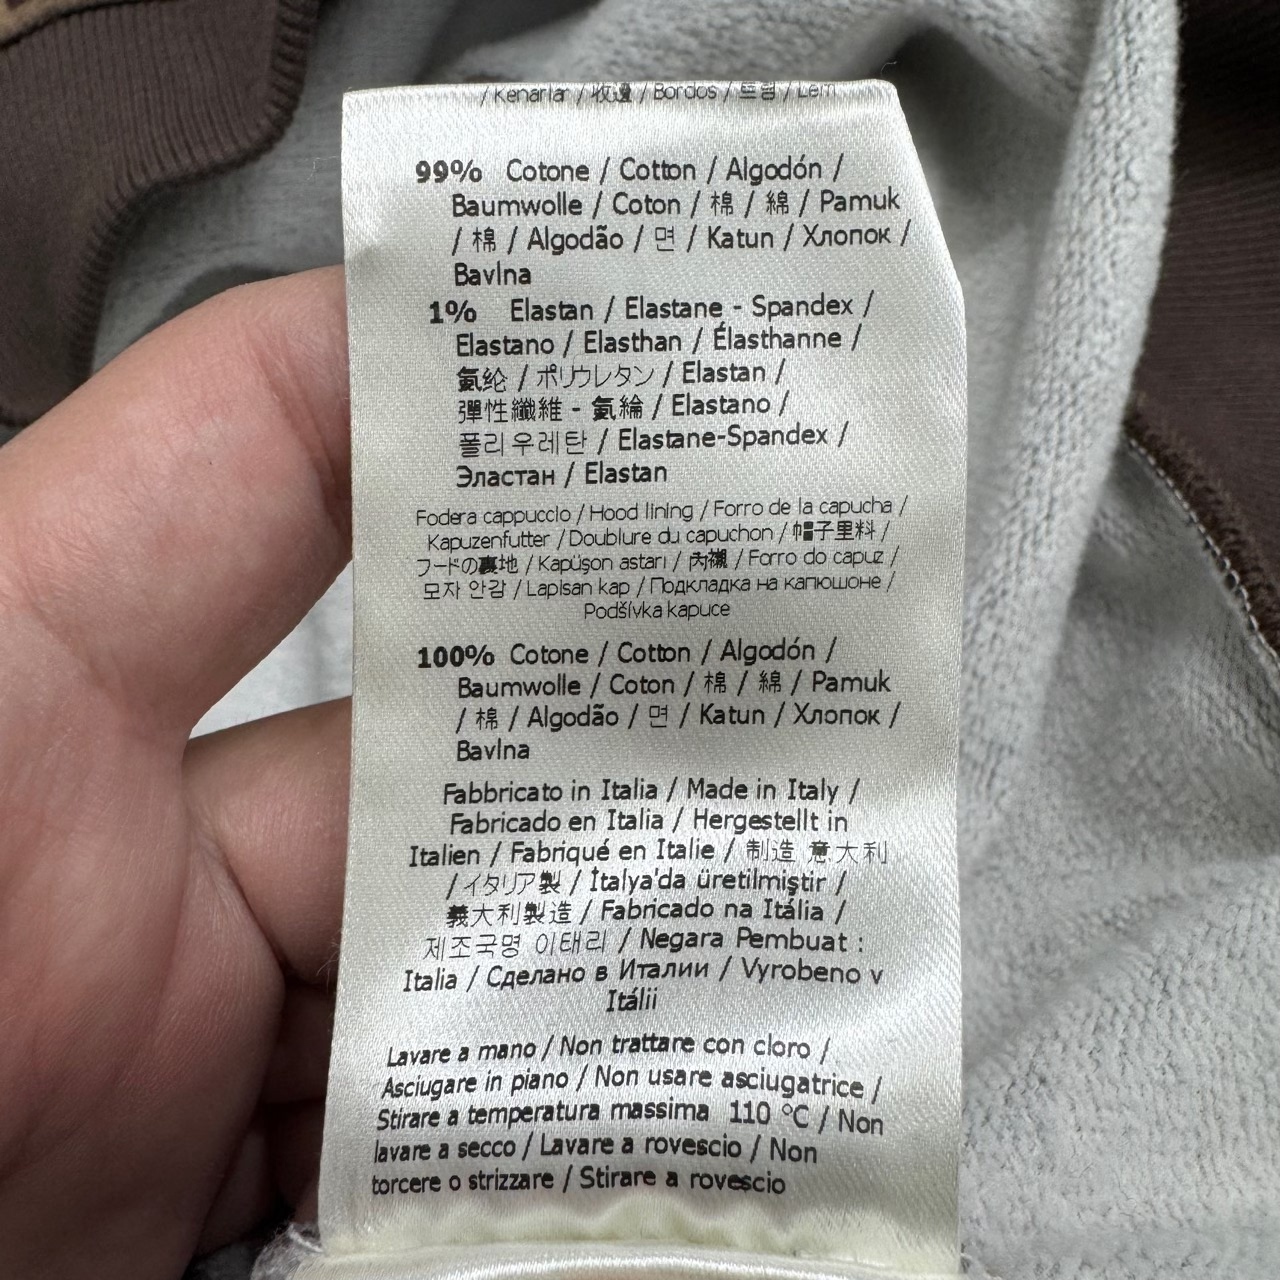 / Kenarlar / 收邊 / Bordos / 트림 / Lem
99% Cotone / Cotton / Algodón /
Baumwolle / Coton / 棉 / 綿 / Pamuk
/ 棉 / Algodão / 면 / Katun / Хлопок /
Bavlna
1% Elastan / Elastane - Spandex /
Elastano / Elasthan / Élasthanne /
氨纶 / ポリウレタン / Elastan /
彈性纖維 - 氨綸 / Elastano /
폴리우레탄 / Elastane-Spandex /
Эластан / Elastan
Fodera cappuccio / Hood lining / Forro de la capucha /
Kapuzenfutter / Doublure du capuchon / 帽子里料 /
フードの裏地 / Kapüşon astarı / 內襯 / Forro do capuz /
모자 안감 / Lapisan kap / Подкладка на капюшоне /
Podšívka kapuce
100% Cotone / Cotton / Algodón /
Baumwolle / Coton / 棉 / 綿 / Pamuk
/ 棉 / Algodão / 면 / Katun / Хлопок /
Bavlna
Fabbricato in Italia / Made in Italy /
Fabricado en Italia / Hergestellt in
Italien / Fabriqué en Italie / 制造 意大利
/ イタリア製 / İtalya'da üretilmiştir /
義大利製造 / Fabricado na Itália /
제조국명 이태리 / Negara Pembuat :
Italia / Сделано в Италии / Vyrobeno v
Itálii
Lavare a mano / Non trattare con cloro /
Asciugare in piano / Non usare asciugatrice /
Stirare a temperatura massima 110 °C / Non
lavare a secco / Lavare a rovescio / Non
torcere o strizzare / Stirare a rovescio